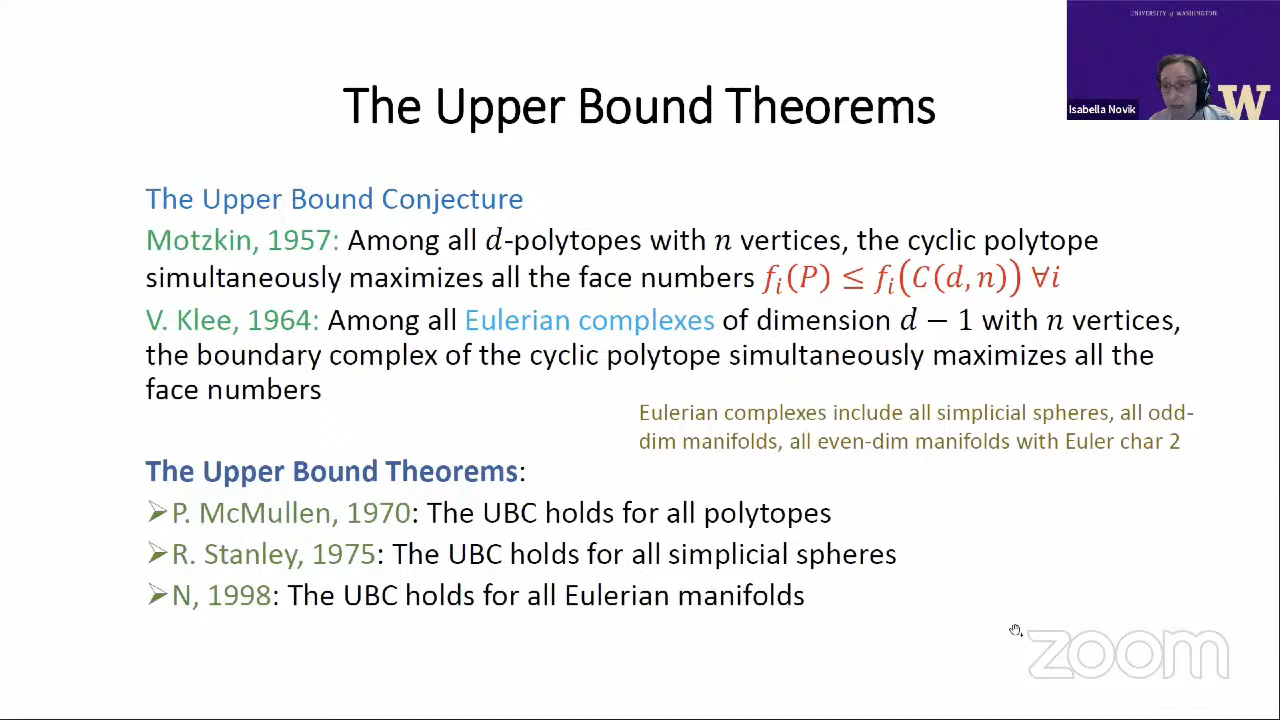 UNIVERSITY of WASHINGTON
W
Isabella Novik
The Upper Bound Theorems
The Upper Bound Conjecture
Motzkin, 1957: Among all d-polytopes with n vertices, the cyclic polytope
simultaneously maximizes all the face numbers f_i(P) ≤ f_i(C(d, n)) ∀i
V. Klee, 1964: Among all Eulerian complexes of dimension d − 1 with n vertices,
the boundary complex of the cyclic polytope simultaneously maximizes all the
face numbers
Eulerian complexes include all simplicial spheres, all odd-
dim manifolds, all even-dim manifolds with Euler char 2
The Upper Bound Theorems:
➢P. McMullen, 1970: The UBC holds for all polytopes
➢R. Stanley, 1975: The UBC holds for all simplicial spheres
➢N, 1998: The UBC holds for all Eulerian manifolds
zoom